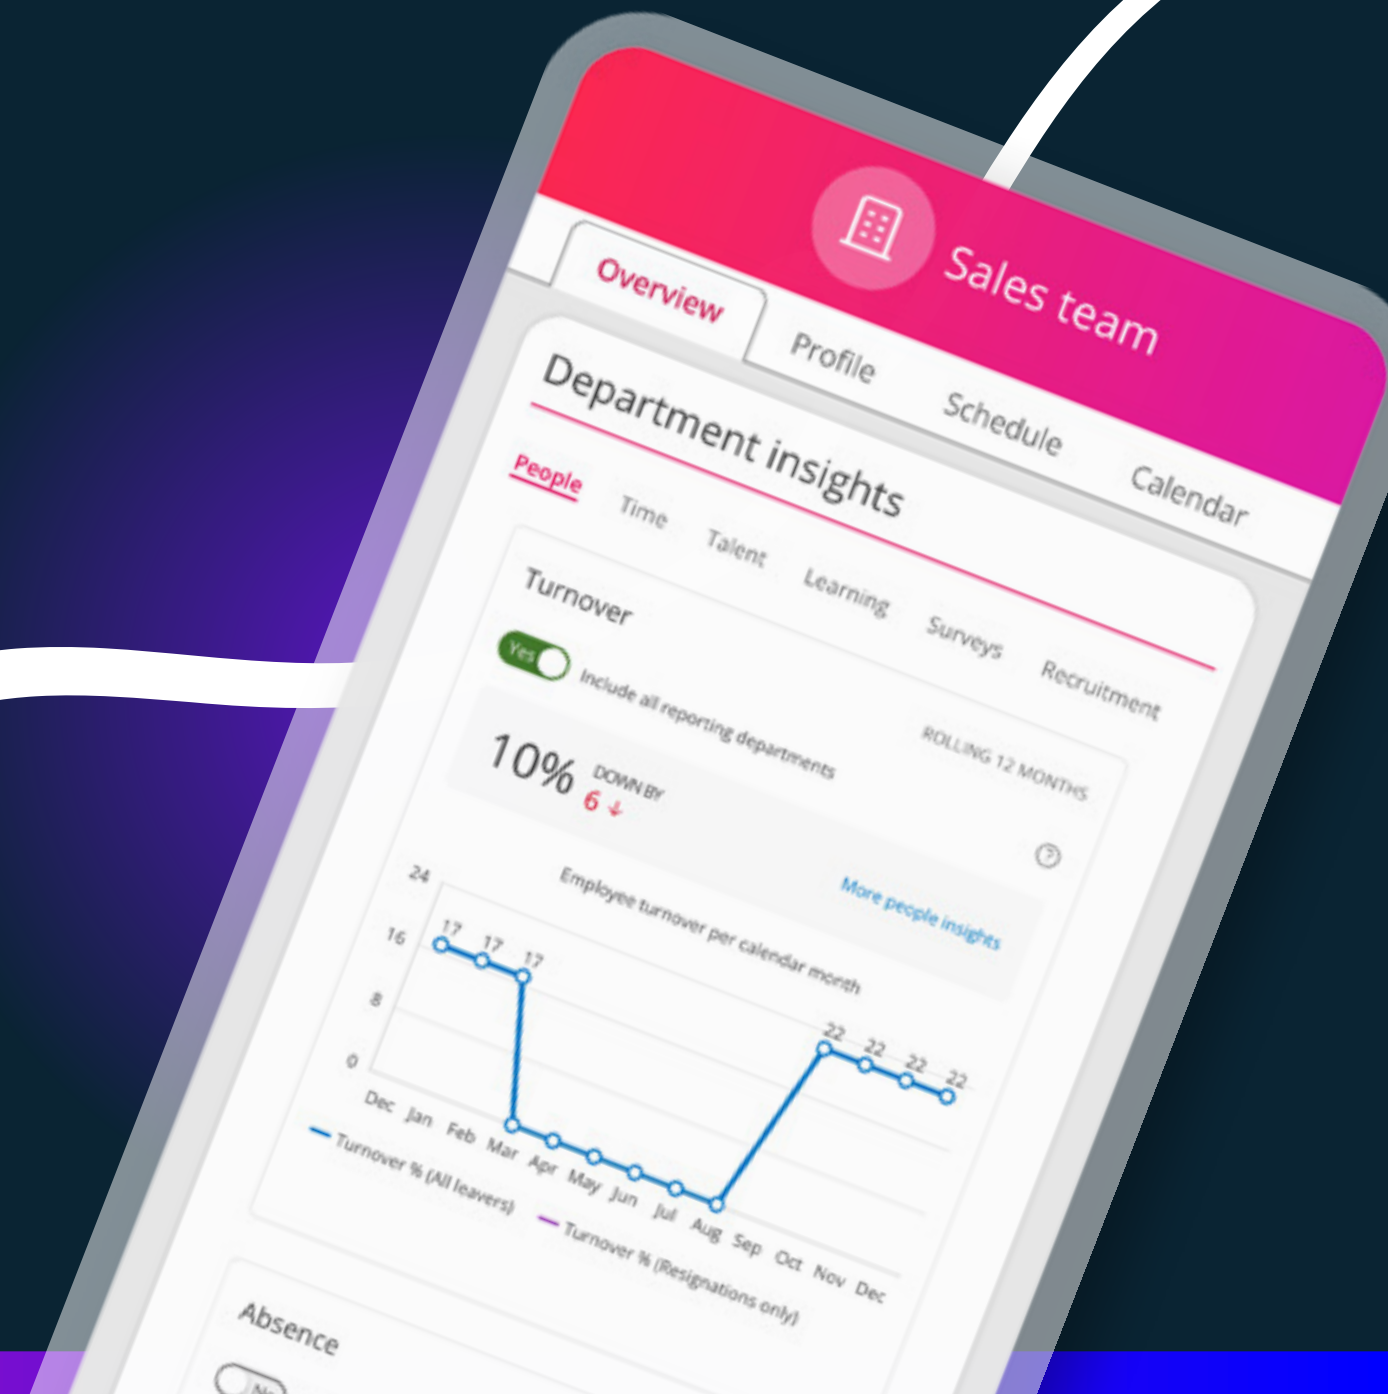 Sales team
Overview Profile Schedule Calendar
Department insights
People Time Talent Learning Surveys Recruitment
Turnover
ROLLING 12 MONTHS
Yes Include all reporting departments
10% DOWN BY
6 ↓
?
More people insights
Employee turnover per calendar month
24
16
8
0
17 17 17 22 22 22 22
Dec Jan Feb Mar Apr May Jun Jul Aug Sep Oct Nov Dec
Turnover % (All leavers) Turnover % (Resignations only)
Absence